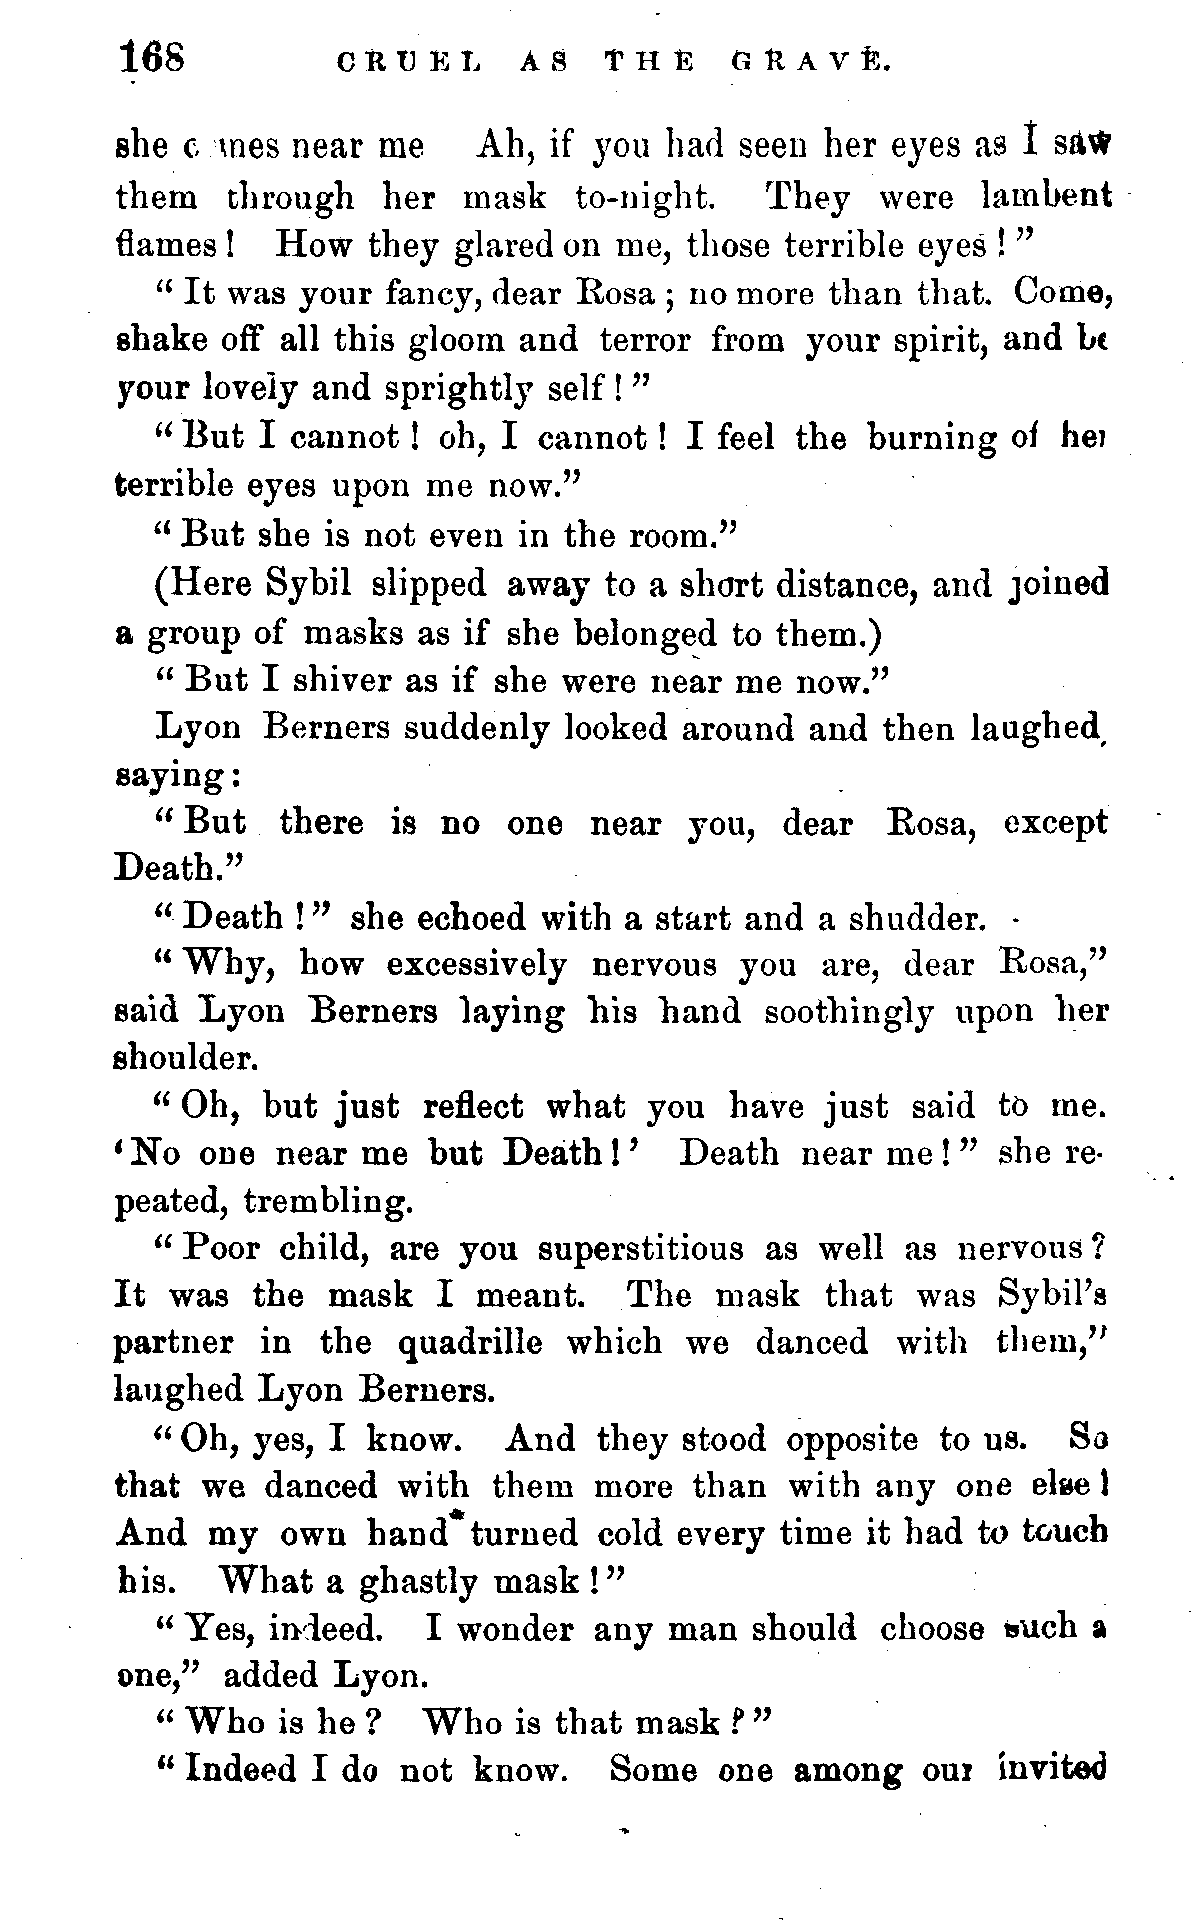 168 CRUEL AS THE GRAVE.
she comes near me Ah, if you had seen her eyes as I saw
them through her mask to-night. They were lambent
flames! How they glared on me, those terrible eyes!"
"It was your fancy, dear Rosa; no more than that. Come,
shake off all this gloom and terror from your spirit, and be
your lovely and sprightly self!"
"But I cannot! oh, I cannot! I feel the burning of her
terrible eyes upon me now."
"But she is not even in the room."
(Here Sybil slipped away to a short distance, and joined
a group of masks as if she belonged to them.)
"But I shiver as if she were near me now."
Lyon Berners suddenly looked around and then laughed,
saying:
"But there is no one near you, dear Rosa, except
Death."
"Death!" she echoed with a start and a shudder.
"Why, how excessively nervous you are, dear Rosa,"
said Lyon Berners laying his hand soothingly upon her
shoulder.
"Oh, but just reflect what you have just said to me.
'No one near me but Death!' Death near me!" she re-
peated, trembling.
"Poor child, are you superstitious as well as nervous?
It was the mask I meant. The mask that was Sybil's
partner in the quadrille which we danced with them,"
laughed Lyon Berners.
"Oh, yes, I know. And they stood opposite to us. So
that we danced with them more than with any one else!
And my own hand turned cold every time it had to touch
his. What a ghastly mask!"
"Yes, indeed. I wonder any man should choose such a
one," added Lyon.
"Who is he? Who is that mask?"
"Indeed I do not know. Some one among our invited